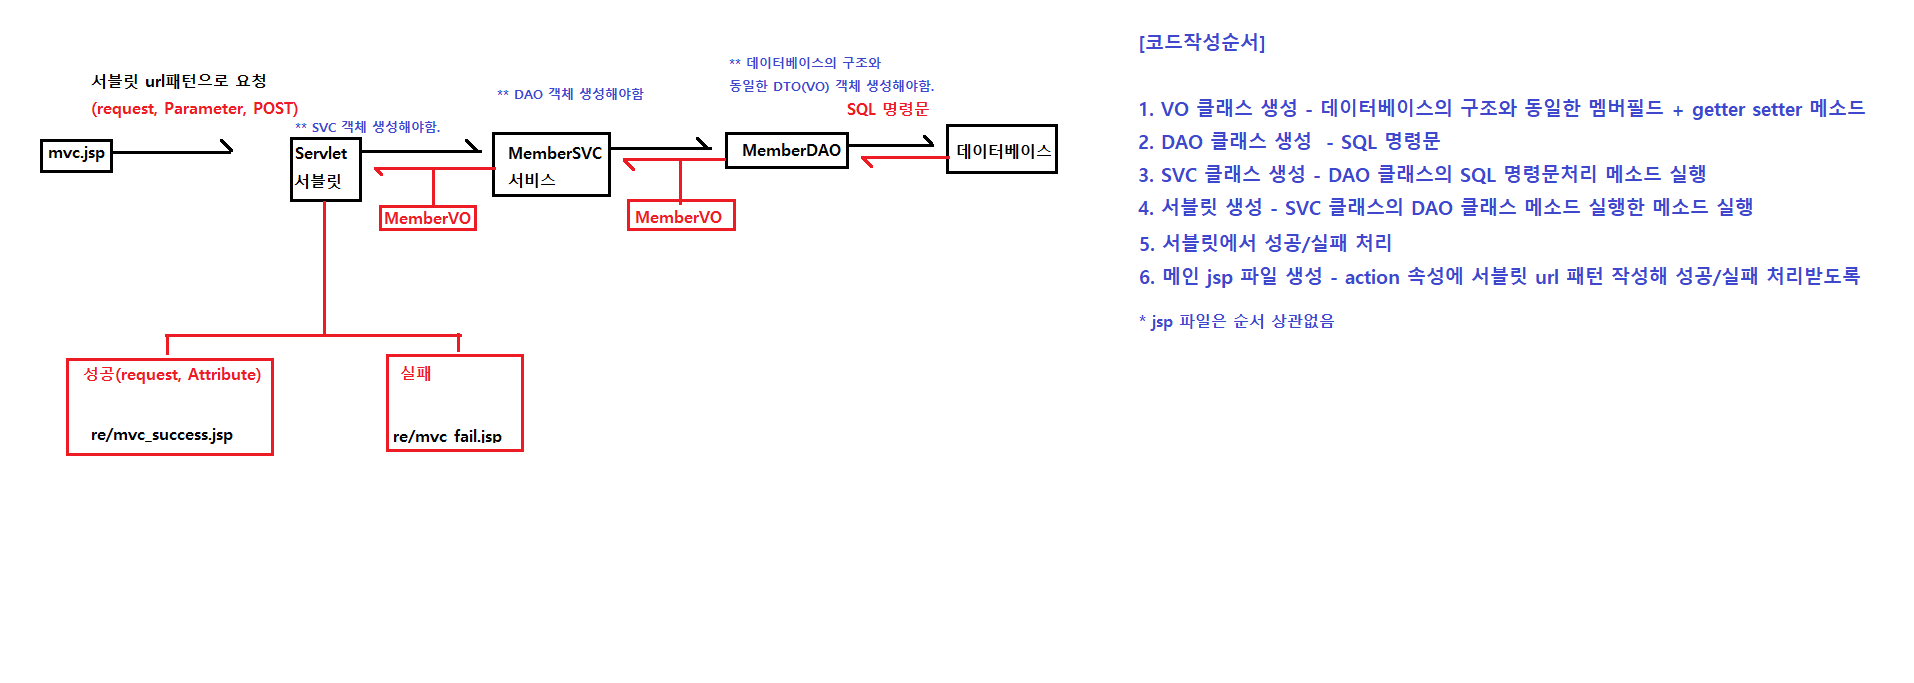 서블릿 url패턴으로 요청
(request, Parameter, POST)
** SVC 객체 생성해야함.
** DAO 객체 생성해야함
** 데이터베이스의 구조와
동일한 DTO(VO) 객체 생성해야함.
SQL 명령문
mvc.jsp
Servlet
서블릿
MemberSVC
서비스
MemberDAO
데이터베이스
MemberVO
MemberVO
성공(request, Attribute)
re/mvc_success.jsp
실패
re/mvc_fail.jsp
[코드작성순서]
1. VO 클래스 생성 - 데이터베이스의 구조와 동일한 멤버필드 + getter setter 메소드
2. DAO 클래스 생성 - SQL 명령문
3. SVC 클래스 생성 - DAO 클래스의 SQL 명령문처리 메소드 실행
4. 서블릿 생성 - SVC 클래스의 DAO 클래스 메소드 실행한 메소드 실행
5. 서블릿에서 성공/실패 처리
6. 메인 jsp 파일 생성 - action 속성에 서블릿 url 패턴 작성해 성공/실패 처리받도록
* jsp 파일은 순서 상관없음